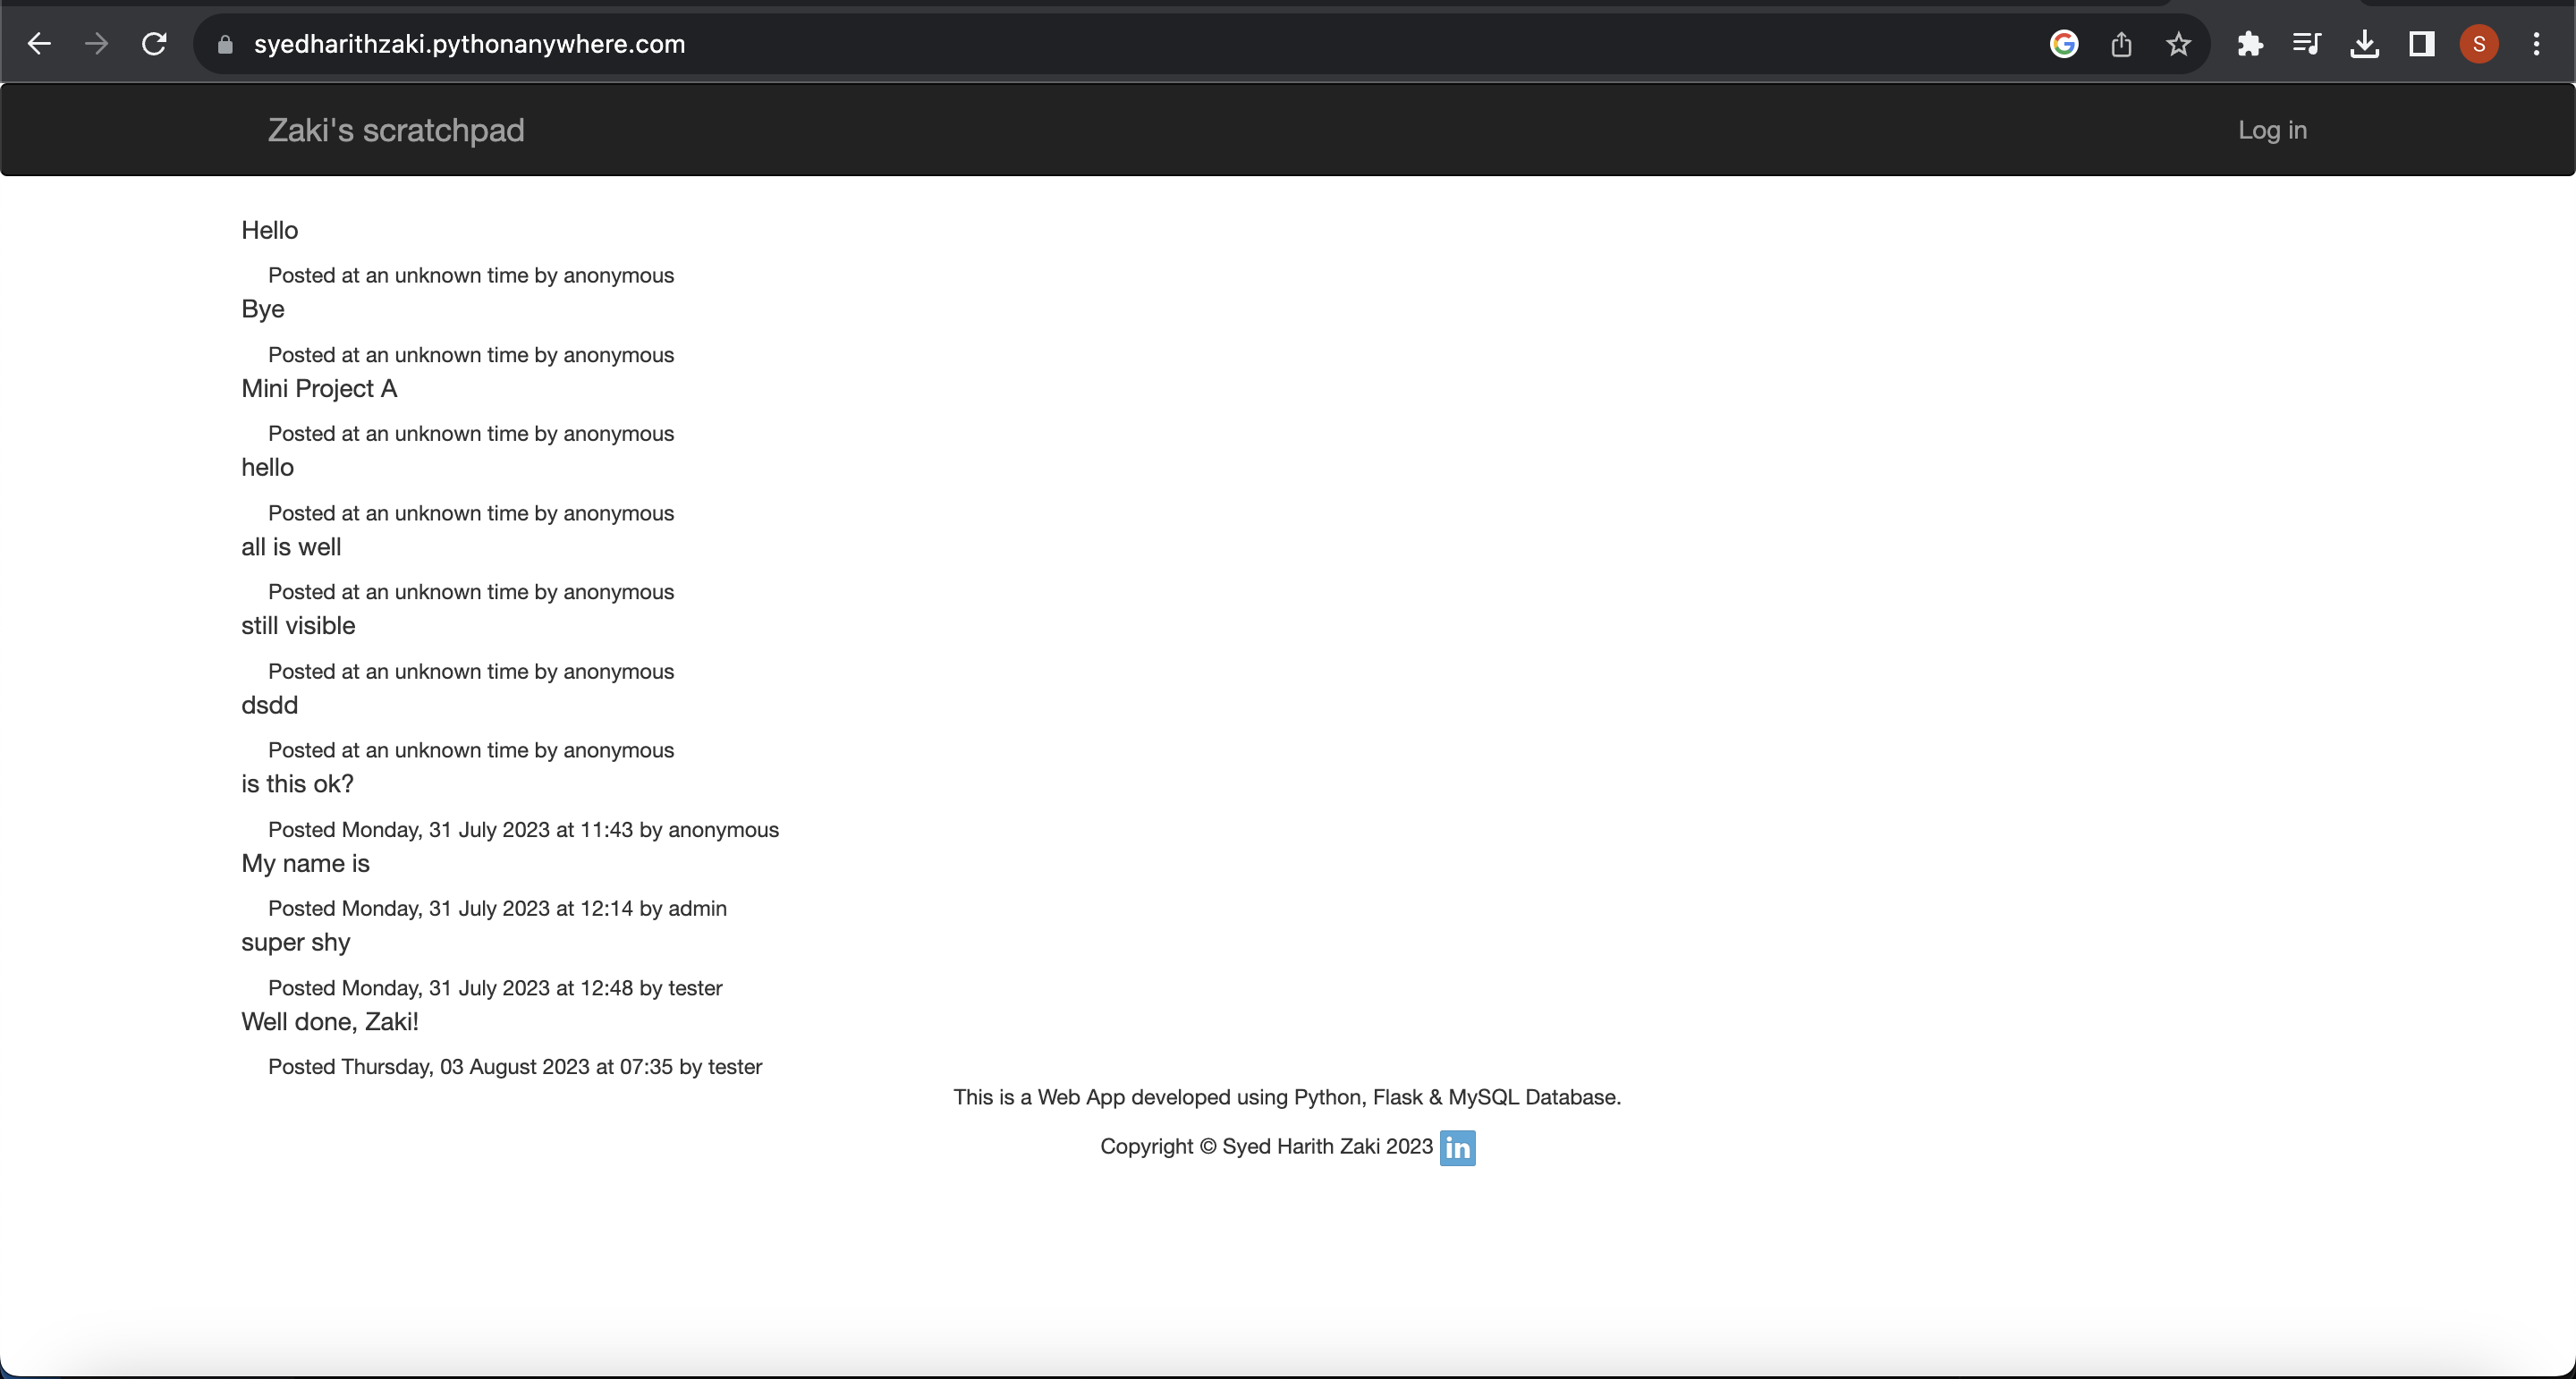 syedharithzaki.pythonanywhere.com
S
Zaki's scratchpad
Log in
Hello
Posted at an unknown time by anonymous
Bye
Posted at an unknown time by anonymous
Mini Project A
Posted at an unknown time by anonymous
hello
Posted at an unknown time by anonymous
all is well
Posted at an unknown time by anonymous
still visible
Posted at an unknown time by anonymous
dsdd
Posted at an unknown time by anonymous
is this ok?
Posted Monday, 31 July 2023 at 11:43 by anonymous
My name is
Posted Monday, 31 July 2023 at 12:14 by admin
super shy
Posted Monday, 31 July 2023 at 12:48 by tester
Well done, Zaki!
Posted Thursday, 03 August 2023 at 07:35 by tester
This is a Web App developed using Python, Flask & MySQL Database.
Copyright © Syed Harith Zaki 2023 in